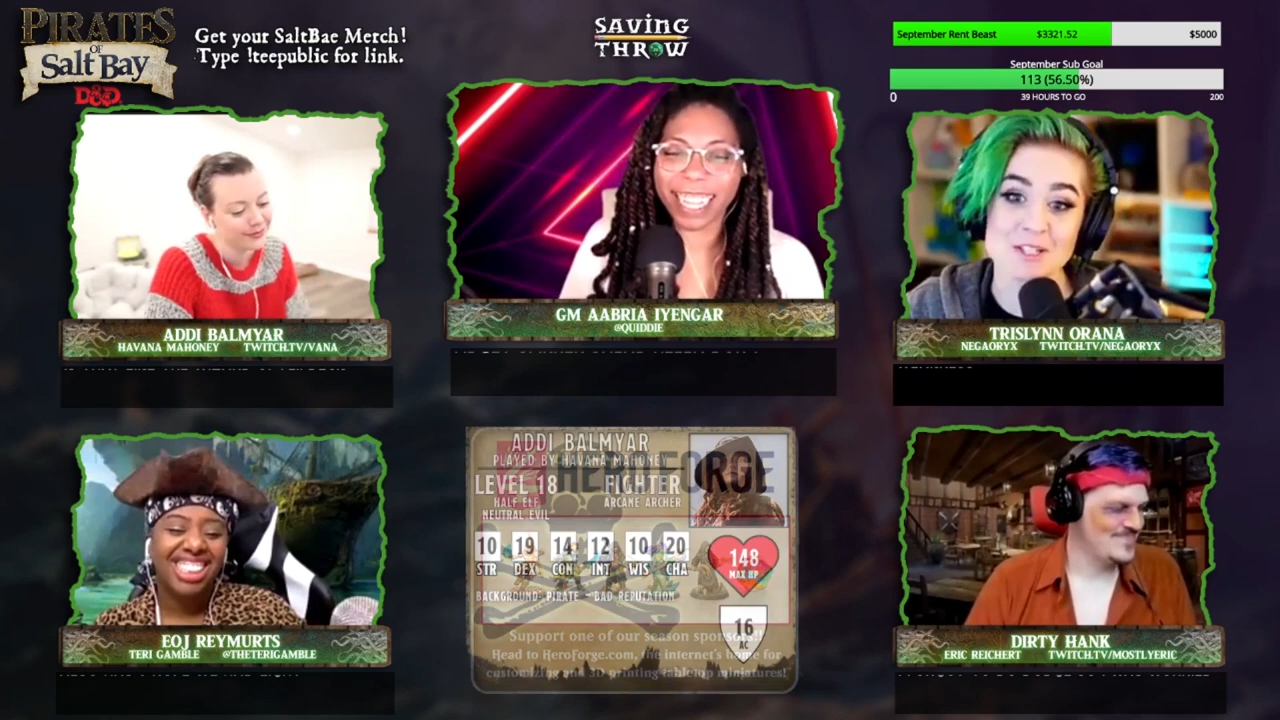 PIRATES
OF
Salt Bay
D&D
Get your SaltBae Merch!
Type !teepublic for link.
SAVING
THROW
September Rent Beast $3321.52 $5000
September Sub Goal
113 (56.50%)
0 39 HOURS TO GO 200
ADDI BALMYAR
HAVANA MAHONEY TWITCH.TV/VANA
GM AABRIA IYENGAR
@QUIDDIE
TRISLYNN ORANA
NEGAORYX TWITCH.TV/NEGAORYX
ADDI BALMYAR
PLAYED BY HAVANA MAHONEY
HEROFORGE
LEVEL 18 FIGHTER
HALF ELF ARCANE ARCHER
NEUTRAL EVIL
10 19 14 12 10 20
STR DEX CON INT WIS CHA
148
MAX HP
BACKGROUND: PIRATE - BAD REPUTATION
16
AC
Support one of our season sponsors!!
Head to HeroForge.com, the internet's home for
customizing and 3D printing tabletop miniatures!
EOJ REYMURTS
TERI GAMBLE @THETERIGAMBLE
DIRTY HANK
ERIC REICHERT TWITCH.TV/MOSTLYERIC